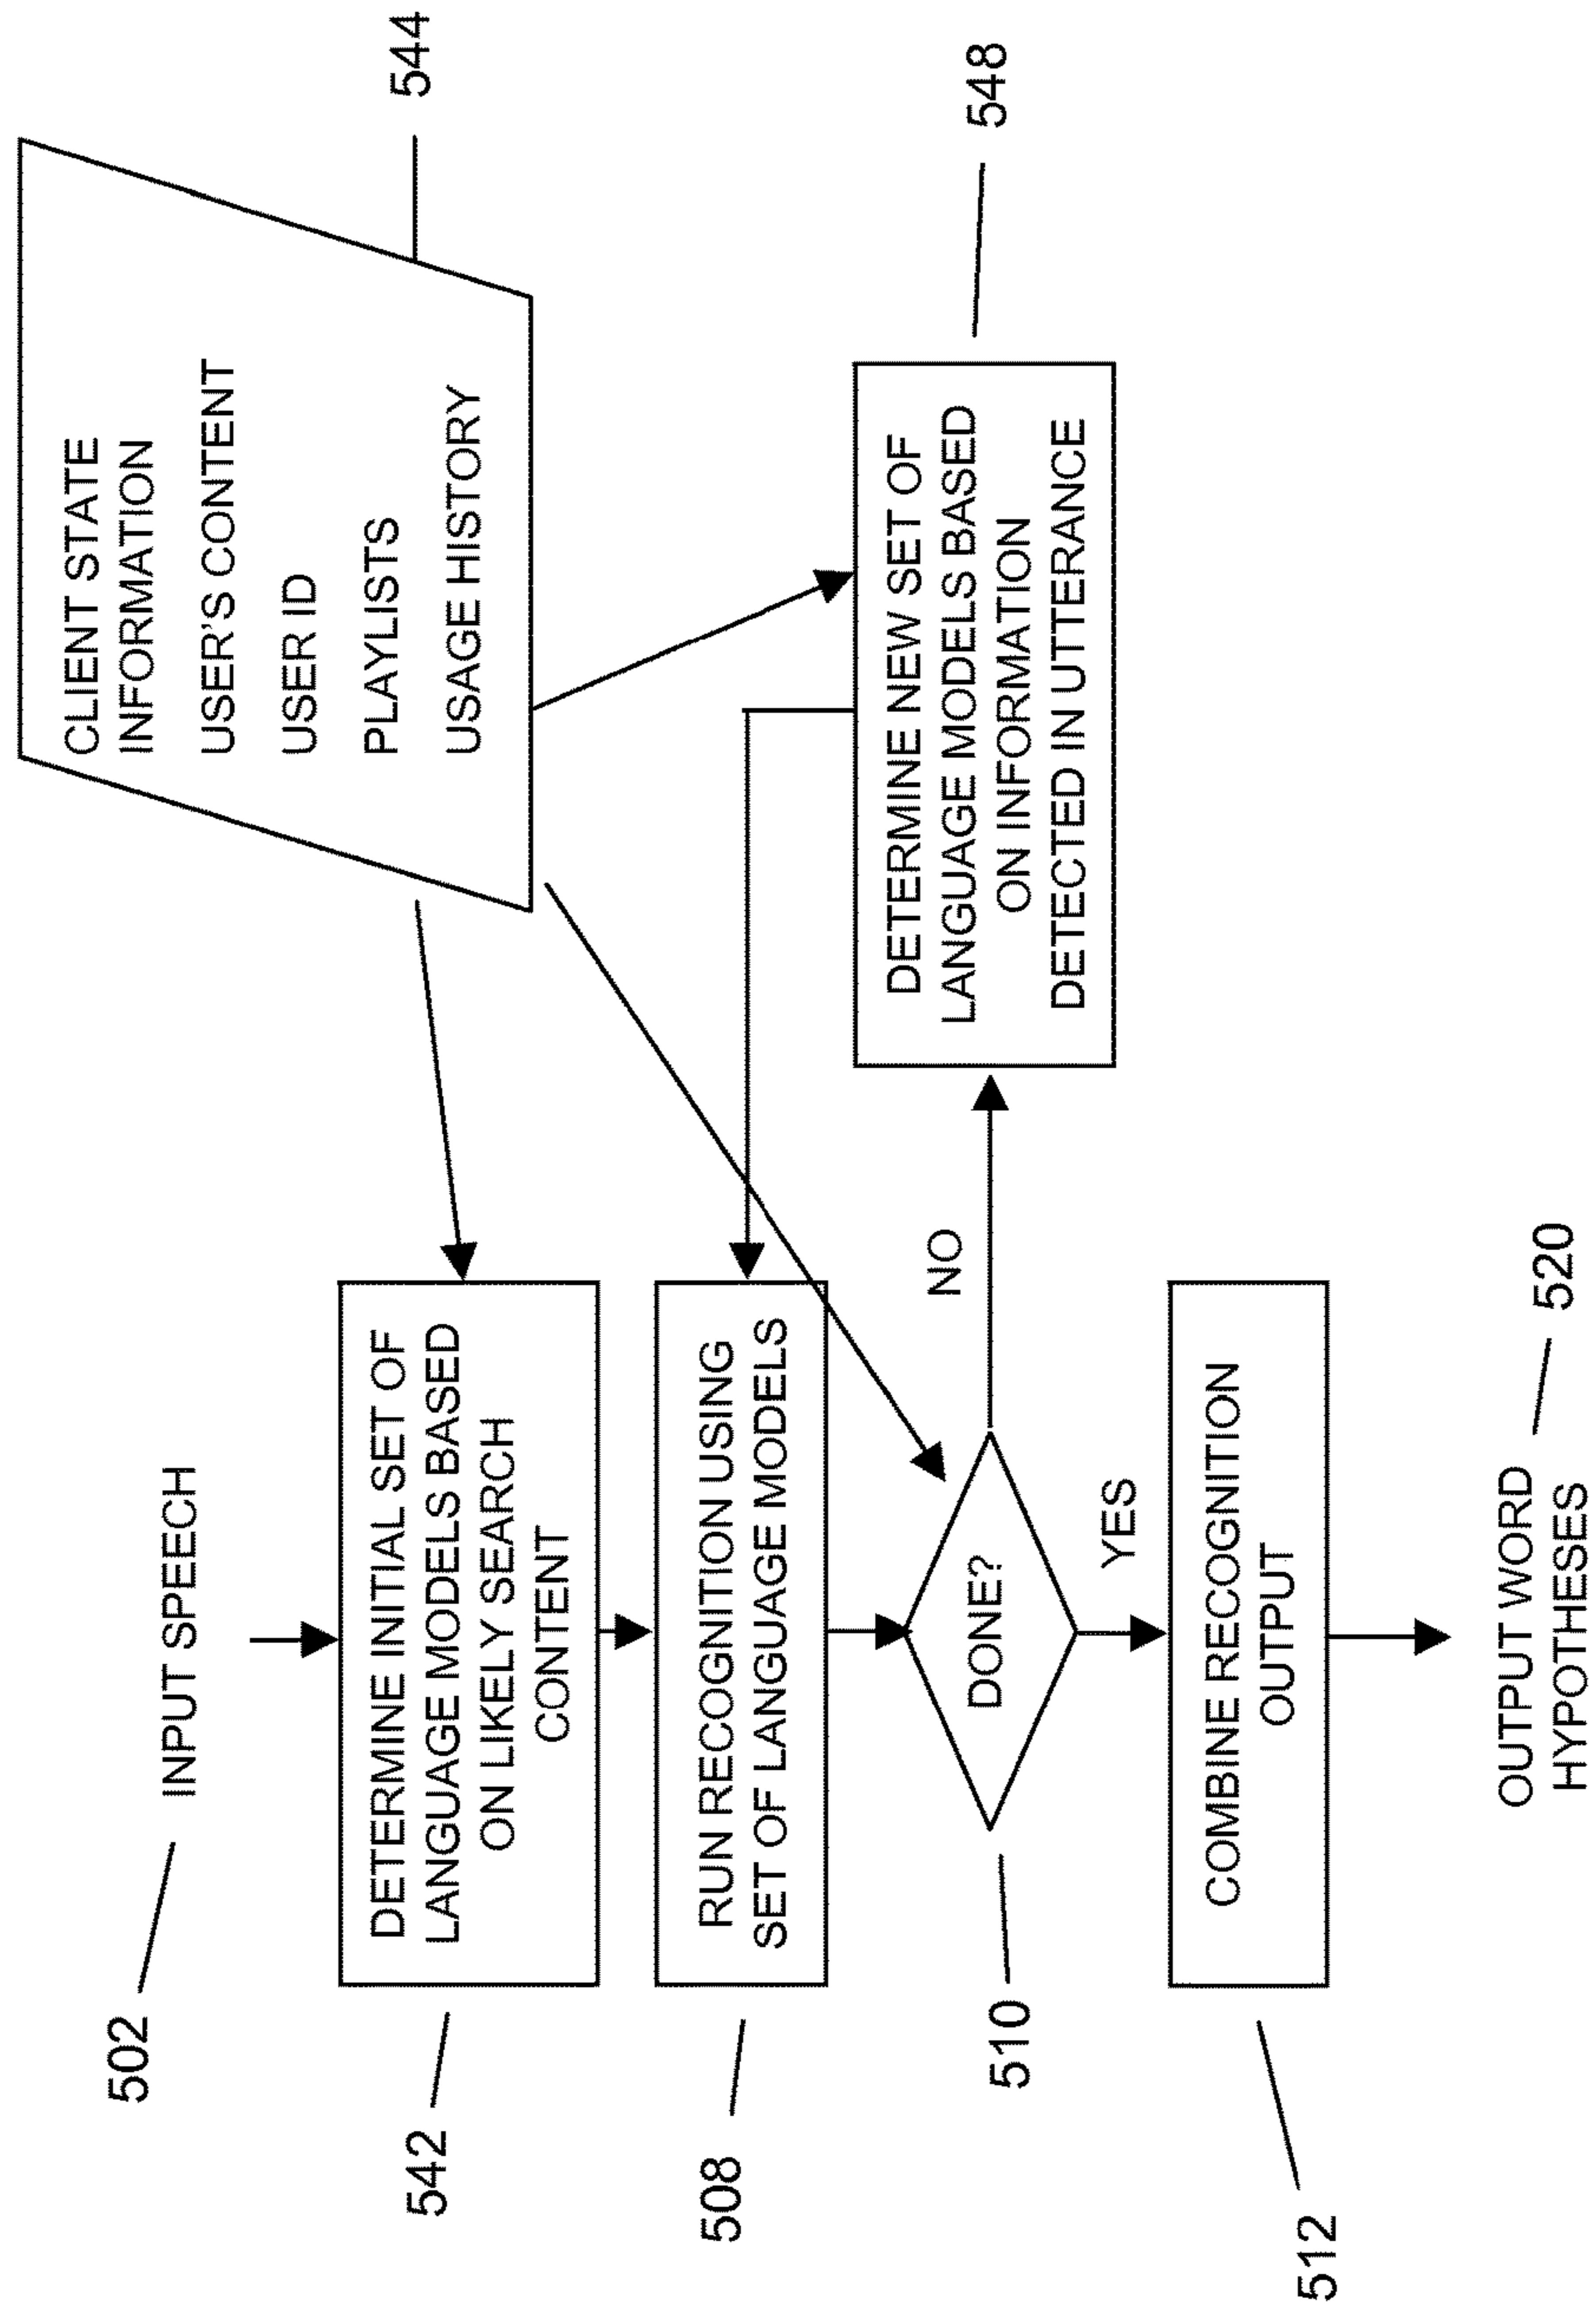 502
INPUT SPEECH
CLIENT STATE
INFORMATION
USER'S CONTENT
USER ID
PLAYLISTS
USAGE HISTORY
544
542
DETERMINE INITIAL SET OF
LANGUAGE MODELS BASED
ON LIKELY SEARCH
CONTENT
508
RUN RECOGNITION USING
SET OF LANGUAGE MODELS
510
DONE?
NO
DETERMINE NEW SET OF
LANGUAGE MODELS BASED
ON INFORMATION
DETECTED IN UTTERANCE
548
YES
512
COMBINE RECOGNITION
OUTPUT
OUTPUT WORD
HYPOTHESES
520